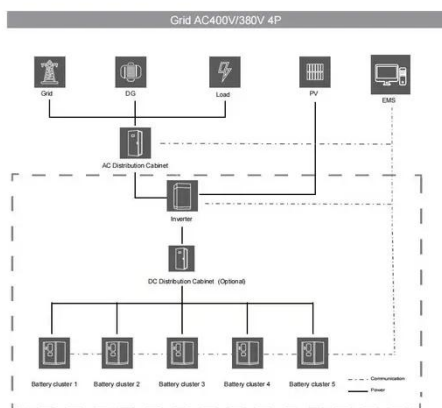 Grid AC400V/380V 4P
Grid
DG
Load
PV
EMS
AC Distribution Cabinet
Inverter
DC Distribution Cabinet (Optional)
Battery cluster 1
Battery cluster 2
Battery cluster 3
Battery cluster 4
Battery cluster 5
Communication
Power